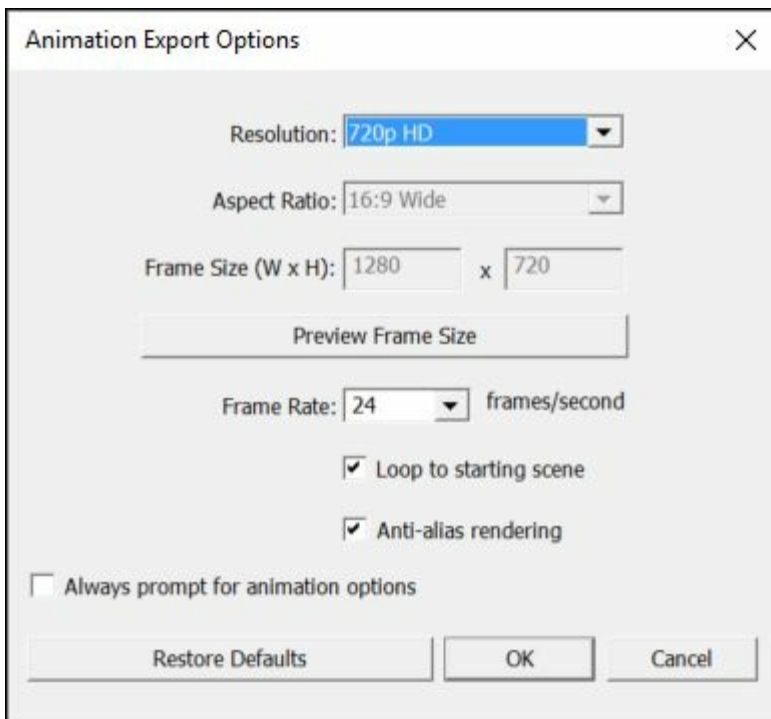 Animation Export Options
Resolution: 720p HD
Aspect Ratio: 16:9 Wide
Frame Size (W x H): 1280 x 720
Preview Frame Size
Frame Rate: 24 frames/second
Loop to starting scene
Anti-alias rendering
Always prompt for animation options
Restore Defaults OK Cancel